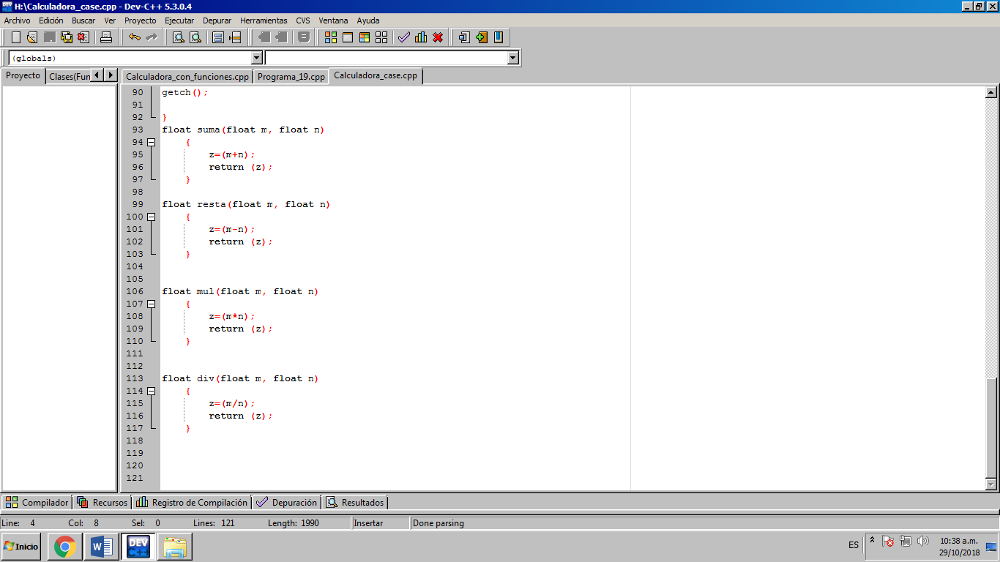 H:\Calculadora_case.cpp - Dev-C++ 5.3.0.4
Archivo Edición Buscar Ver Proyecto Ejecutar Depurar Herramientas CVS Ventana Ayuda
(globals)
Proyecto Clases(Fun Calculadora_con_funciones.cpp Programa_19.cpp Calculadora_case.cpp
90 getch();
91
92 }
93 float suma(float m, float n)
94 {
95 z=(m+n);
96 return (z);
97 }
98
99 float resta(float m, float n)
100 {
101 z=(m-n);
102 return (z);
103 }
104
105
106 float mul(float m, float n)
107 {
108 z=(m*n);
109 return (z);
110 }
111
112
113 float div(float m, float n)
114 {
115 z=(m/n);
116 return (z);
117 }
118
119
120
121
Compilador Recursos Registro de Compilación Depuración Resultados
Line: 4 Col: 8 Sel: 0 Lines: 121 Length: 1990 Insertar Done parsing
Inicio W DEV C++ ES 10:38 a.m.
29/10/2018